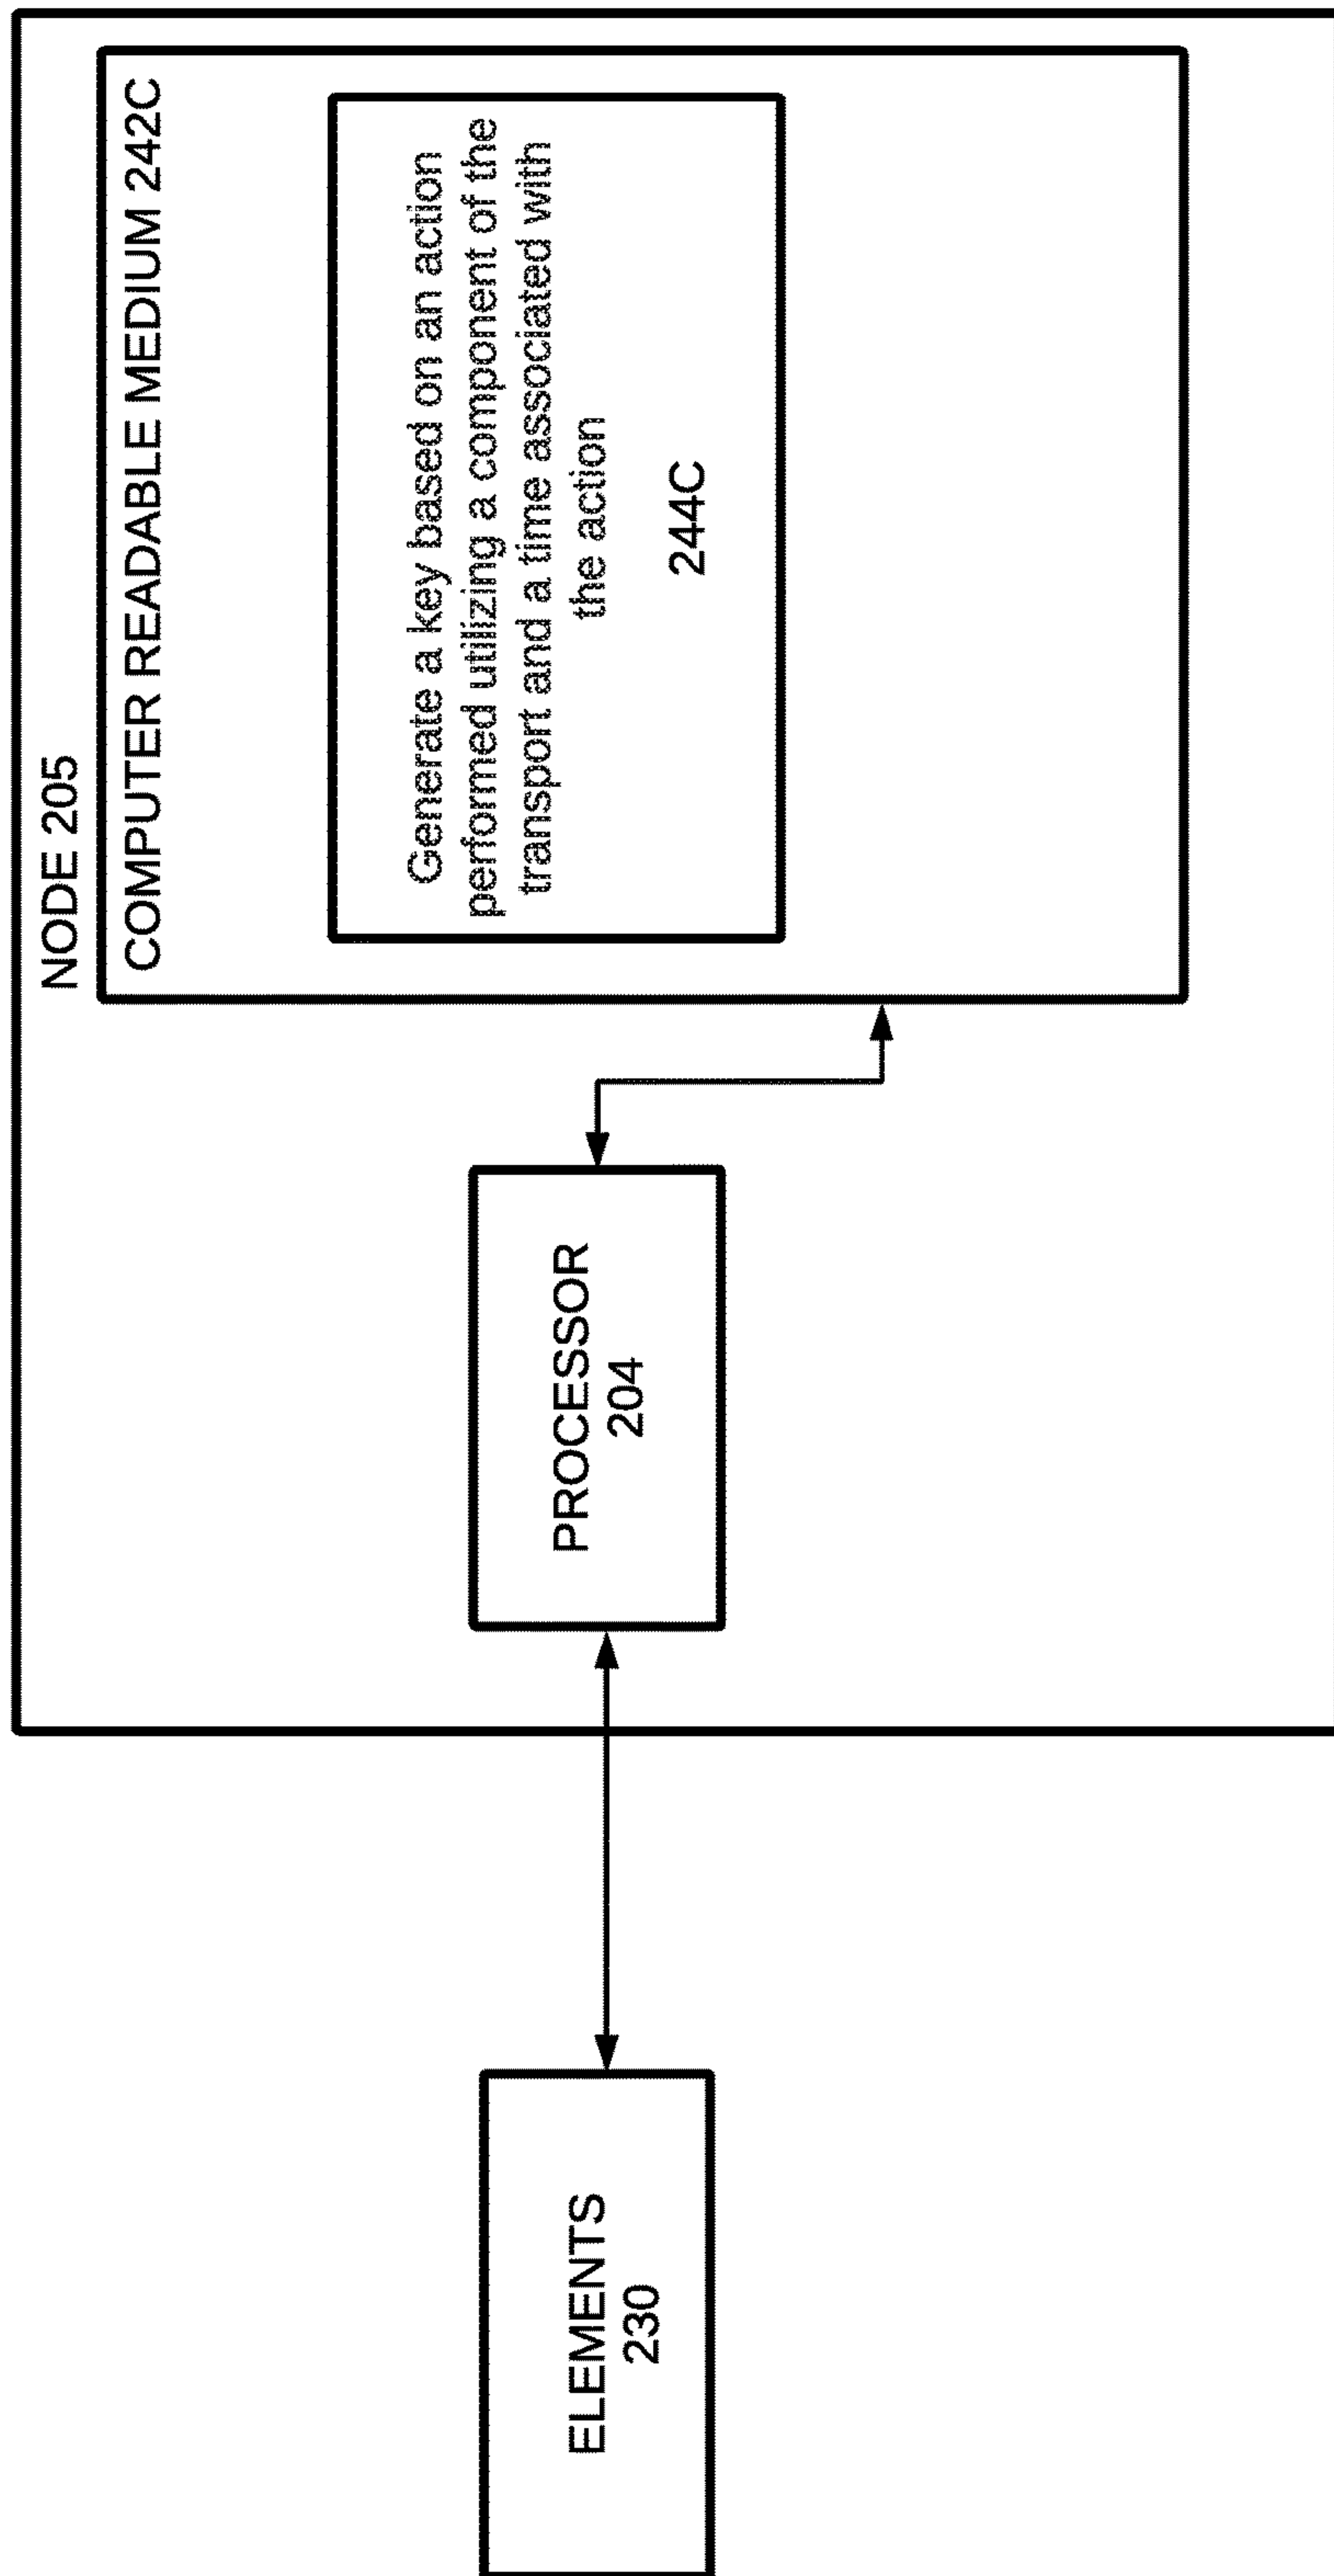 NODE 205
COMPUTER READABLE MEDIUM 242C
Generate a key based on an action
performed utilizing a component of the
transport and a time associated with
the action
244C
PROCESSOR
204
ELEMENTS
230